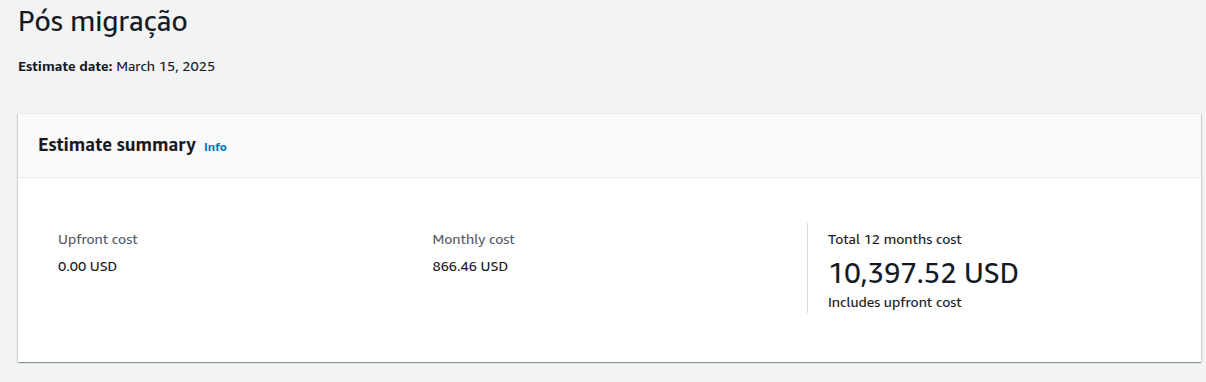 Pós migração
Estimate date: March 15, 2025
Estimate summary Info
Upfront cost
0.00 USD
Monthly cost
866.46 USD
Total 12 months cost
10,397.52 USD
Includes upfront cost